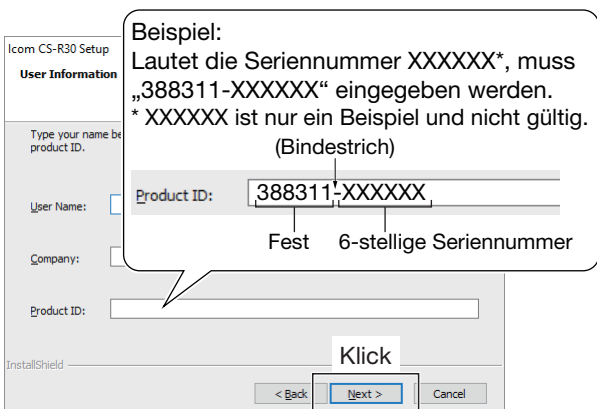 Icom CS-R30 Setup
User Information
Beispiel:
Lautet die Seriennummer XXXXXX*, muss
„388311-XXXXXX“ eingegeben werden.
* XXXXXX ist nur ein Beispiel und nicht gültig.
(Bindestrich)
Product ID: 388311-XXXXXX
Fest 6-stellige Seriennummer
Type your name
product ID.
User Name:
Company:
Product ID:
InstallShield
Klick
< Back Next > Cancel